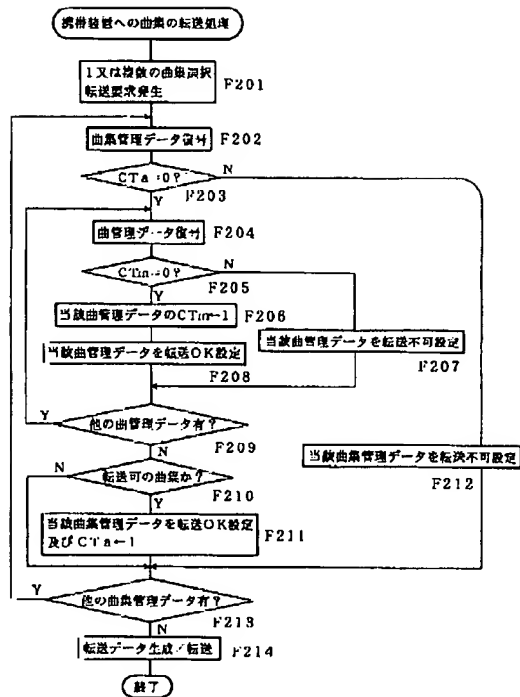 携帯装置への曲集の転送処理
1又は複数の曲集選択
転送要求発生
F201
曲集管理データ復号
F202
CTa=0?
N
F203
Y
曲管理データ復号
F204
CTm=0?
N
F205
Y
当該曲管理データのCTm←1
F206
当該曲管理データを転送不可設定
F207
当該曲管理データを転送OK設定
F208
Y
他の曲管理データ有?
F209
N
N
転送可の曲集か?
F210
Y
当該曲集管理データを転送不可設定
F212
当該曲集管理データを転送OK設定
及びCTa←1
F211
Y
他の曲集管理データ有?
F213
N
転送データ生成/転送
F214
終了